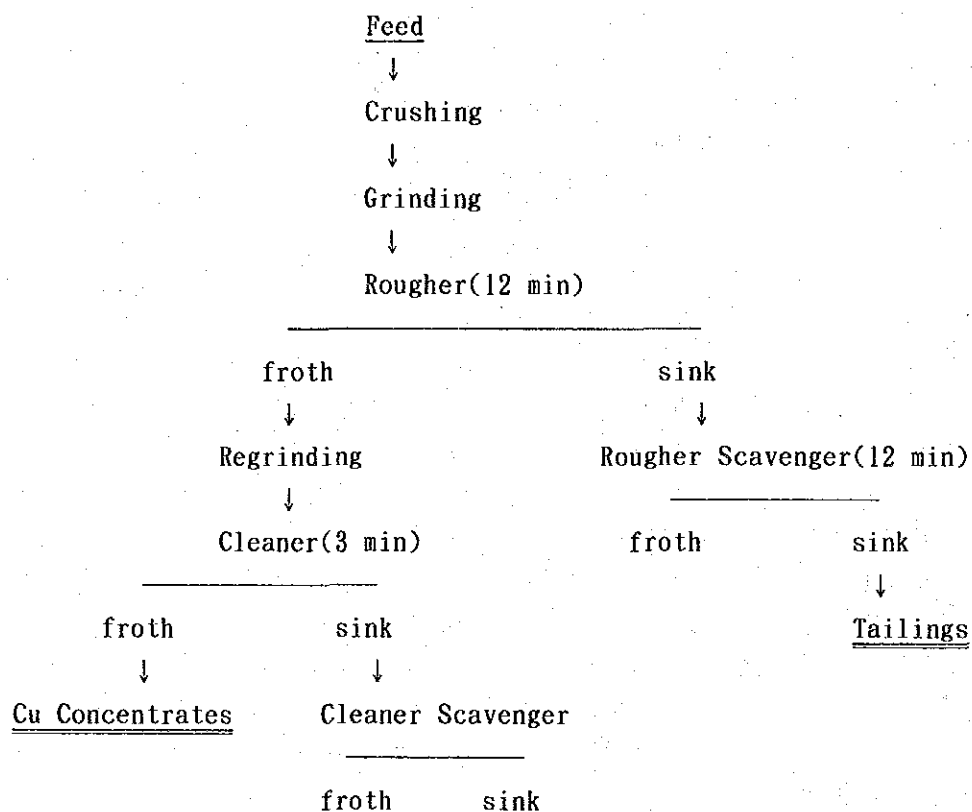 Feed
↓
Crushing
↓
Grinding
↓
Rougher(12 min)
froth sink
↓ ↓
Regrinding Rougher Scavenger(12 min)
↓
Cleaner(3 min) froth sink
↓
froth sink Tailings
↓ ↓
Cu Concentrates Cleaner Scavenger
froth sink